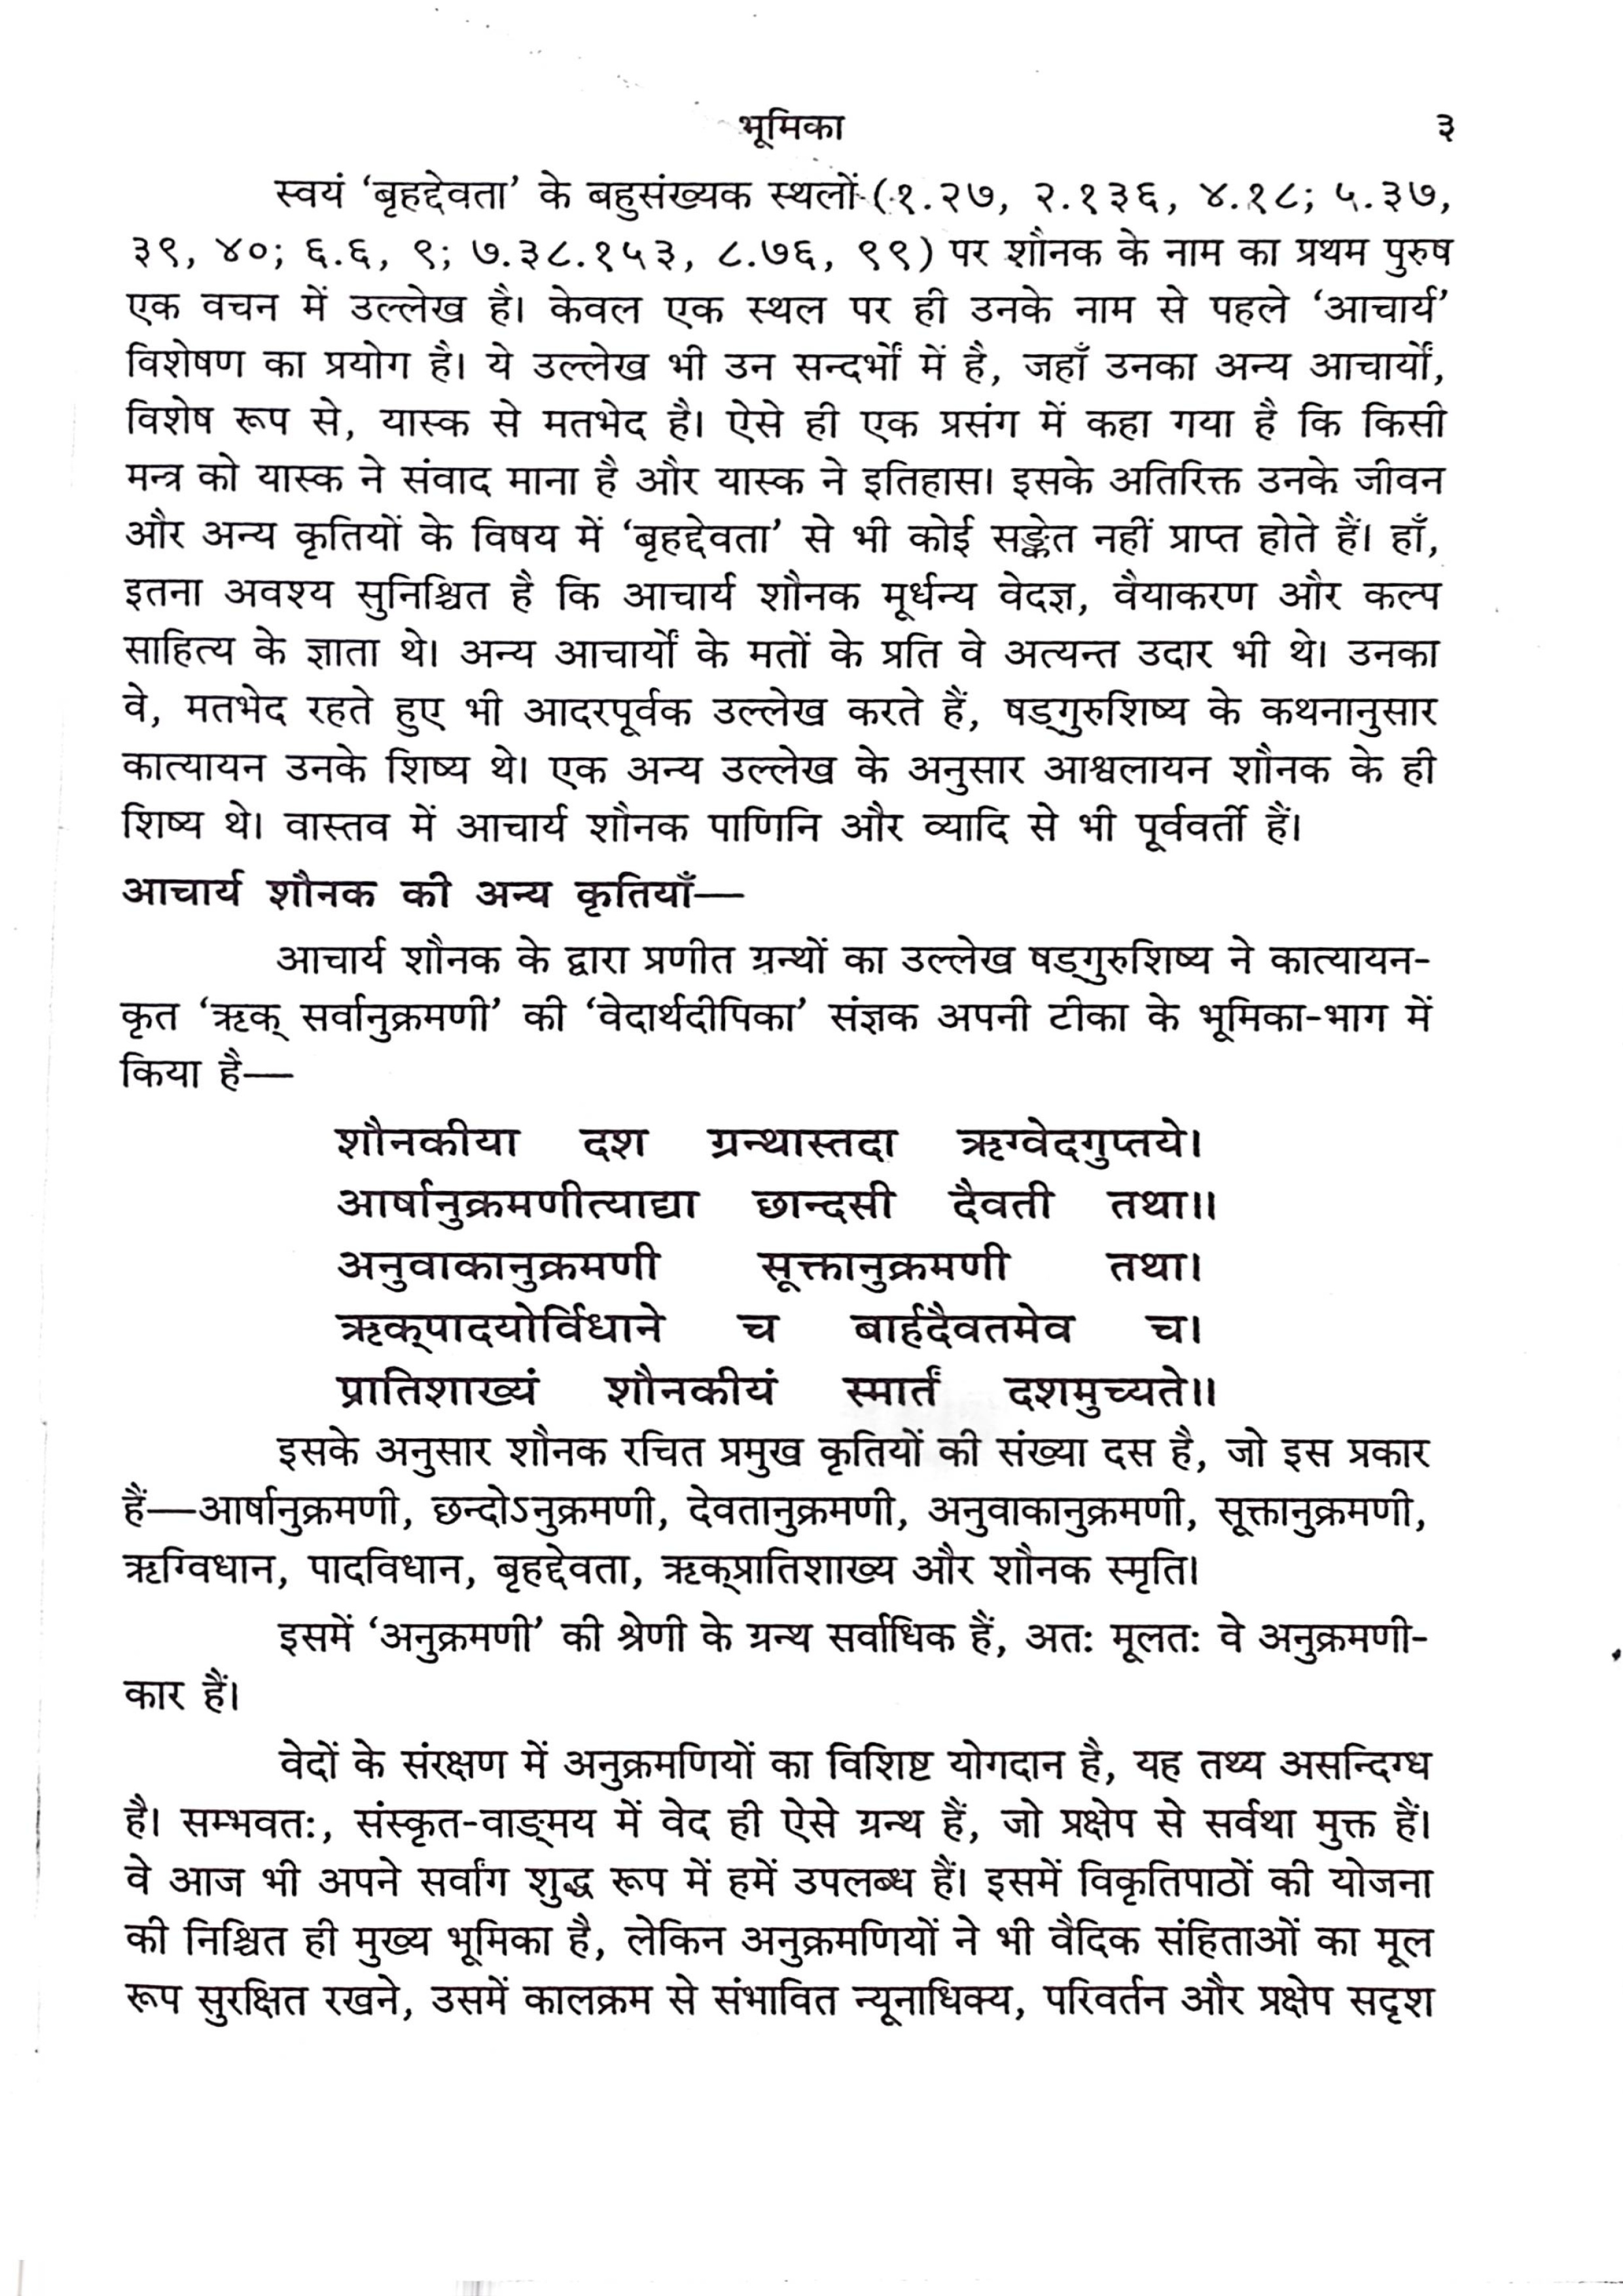 भूमिका ३
स्वयं ‘बृहद्देवता’ के बहुसंख्यक स्थलों (१.२७, २.१३६, ४.१८; ५.३७,
३९, ४०; ६.६, ९; ७.३८.१५३, ८.७६, ९९) पर शौनक के नाम का प्रथम पुरुष
एक वचन में उल्लेख है। केवल एक स्थल पर ही उनके नाम से पहले ‘आचार्य’
विशेषण का प्रयोग है। ये उल्लेख भी उन सन्दर्भों में है, जहाँ उनका अन्य आचार्यों,
विशेष रूप से, यास्क से मतभेद है। ऐसे ही एक प्रसंग में कहा गया है कि किसी
मन्त्र को यास्क ने संवाद माना है और यास्क ने इतिहास। इसके अतिरिक्त उनके जीवन
और अन्य कृतियों के विषय में ‘बृहद्देवता’ से भी कोई सङ्केत नहीं प्राप्त होते हैं। हाँ,
इतना अवश्य सुनिश्चित है कि आचार्य शौनक मूर्धन्य वेदज्ञ, वैयाकरण और कल्प
साहित्य के ज्ञाता थे। अन्य आचार्यों के मतों के प्रति वे अत्यन्त उदार भी थे। उनका
वे, मतभेद रहते हुए भी आदरपूर्वक उल्लेख करते हैं, षड्गुरुशिष्य के कथनानुसार
कात्यायन उनके शिष्य थे। एक अन्य उल्लेख के अनुसार आश्वलायन शौनक के ही
शिष्य थे। वास्तव में आचार्य शौनक पाणिनि और व्यादि से भी पूर्ववर्ती हैं।
आचार्य शौनक की अन्य कृतियाँ—
आचार्य शौनक के द्वारा प्रणीत ग्रन्थों का उल्लेख षड्गुरुशिष्य ने कात्यायन-
कृत ‘ऋक् सर्वानुक्रमणी’ की ‘वेदार्थदीपिका’ संज्ञक अपनी टीका के भूमिका-भाग में
किया है—
शौनकीया दश ग्रन्थास्तदा ऋग्वेदगुप्तये।
आर्षानुक्रमणीत्याद्या छान्दसी दैवती तथा॥
अनुवाकानुक्रमणी सूक्तानुक्रमणी तथा।
ऋक्पादयोर्विधाने च बार्हदैवतमेव च।
प्रातिशाख्यं शौनकीयं स्मार्तं दशमुच्यते॥
इसके अनुसार शौनक रचित प्रमुख कृतियों की संख्या दस है, जो इस प्रकार
हैं—आर्षानुक्रमणी, छन्दोऽनुक्रमणी, देवतानुक्रमणी, अनुवाकानुक्रमणी, सूक्तानुक्रमणी,
ऋग्विधान, पादविधान, बृहद्देवता, ऋक्प्रातिशाख्य और शौनक स्मृति।
इसमें ‘अनुक्रमणी’ की श्रेणी के ग्रन्थ सर्वाधिक हैं, अतः मूलतः वे अनुक्रमणी-
कार हैं।
वेदों के संरक्षण में अनुक्रमणियों का विशिष्ट योगदान है, यह तथ्य असन्दिग्ध
है। सम्भवतः, संस्कृत-वाङ्मय में वेद ही ऐसे ग्रन्थ हैं, जो प्रक्षेप से सर्वथा मुक्त हैं।
वे आज भी अपने सर्वांग शुद्ध रूप में हमें उपलब्ध हैं। इसमें विकृतिपाठों की योजना
की निश्चित ही मुख्य भूमिका है, लेकिन अनुक्रमणियों ने भी वैदिक संहिताओं का मूल
रूप सुरक्षित रखने, उसमें कालक्रम से संभावित न्यूनाधिक्य, परिवर्तन और प्रक्षेप सदृश